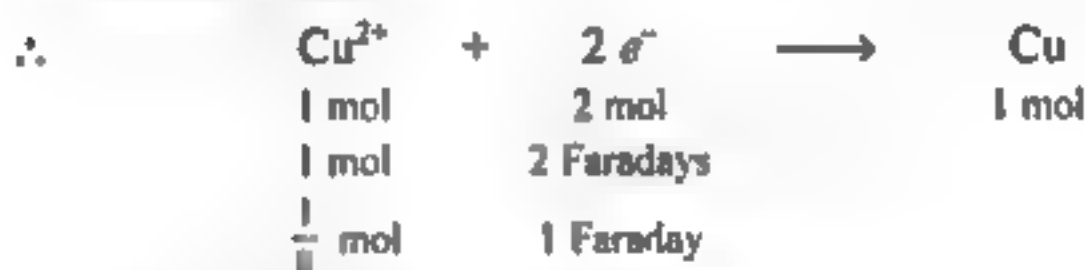 ∴ Cu²⁺ + 2 e⁻ ⟶ Cu
1 mol 2 mol 1 mol
1 mol 2 Faradays
mol 1 Faraday